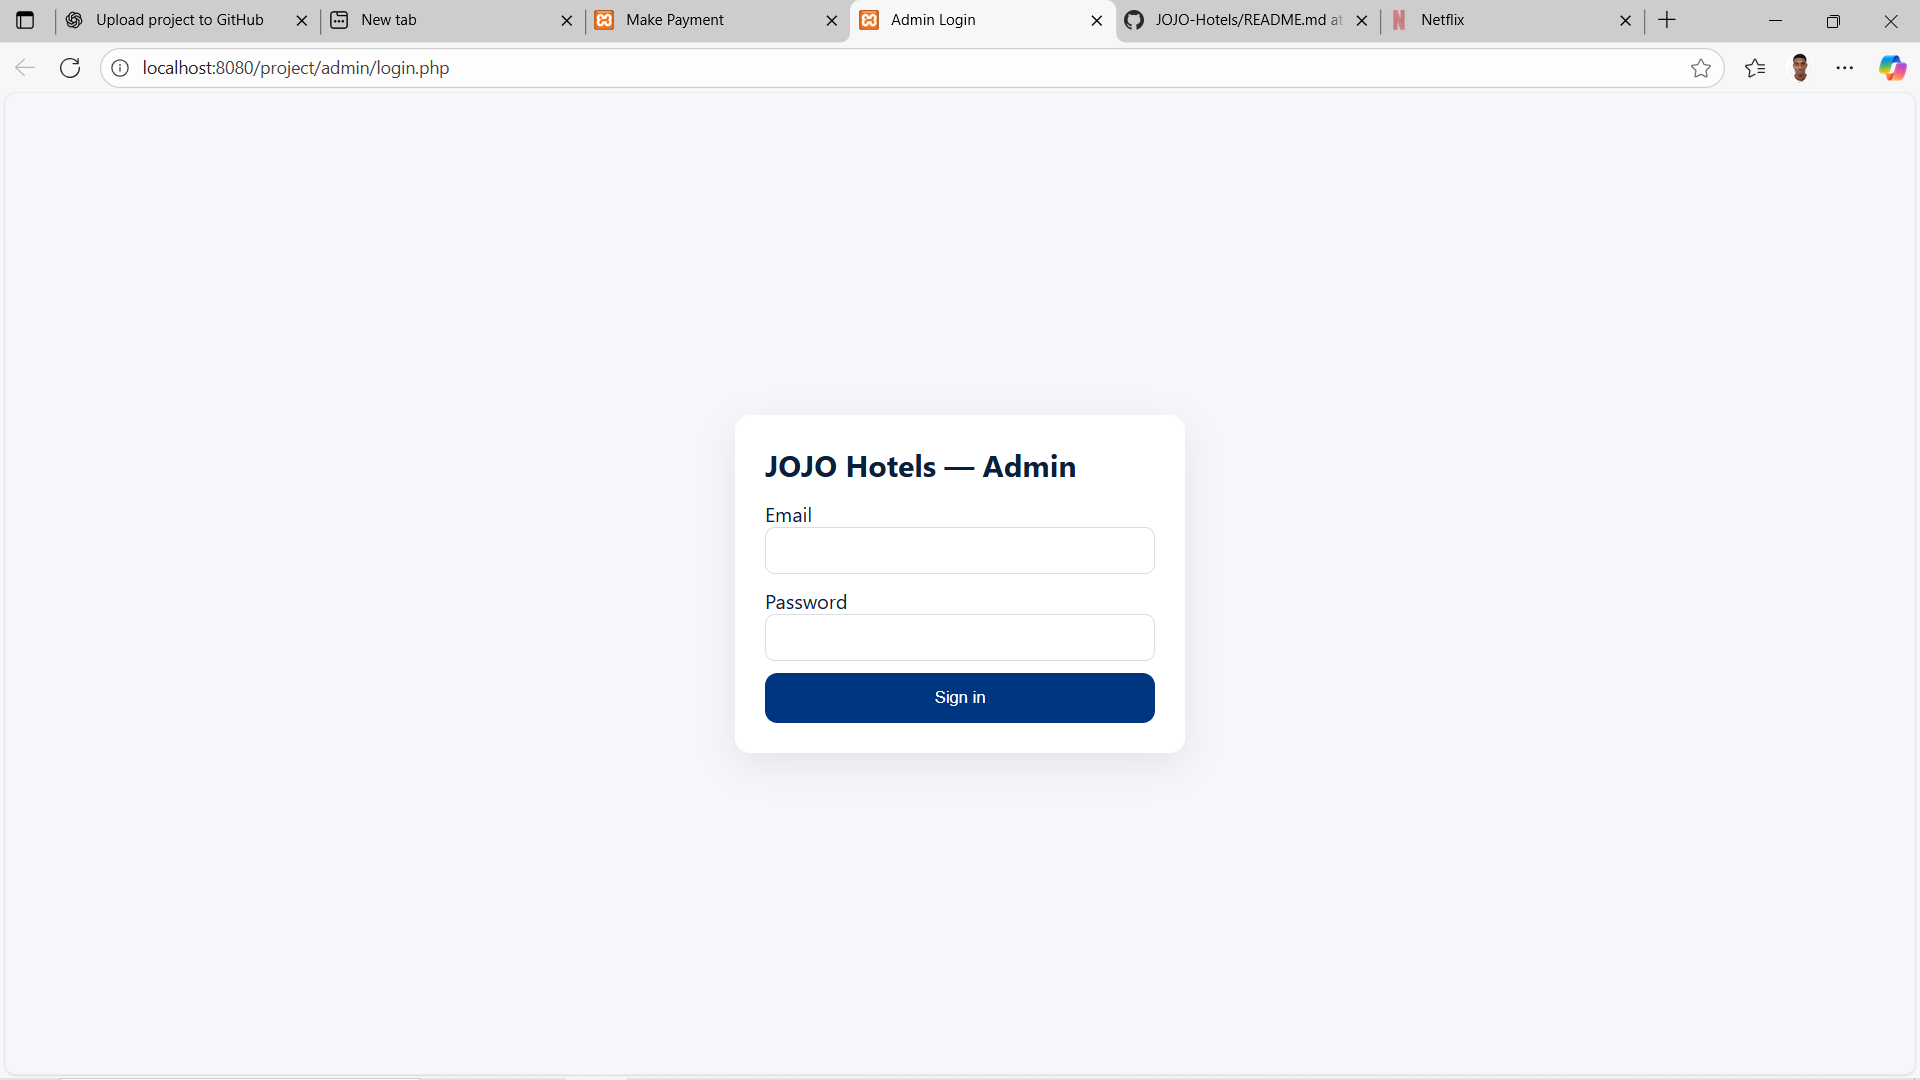 Upload project to GitHub
New tab
Make Payment
Admin Login
JOJO-Hotels/README.md at
Netflix
localhost:8080/project/admin/login.php
JOJO Hotels — Admin
Email
Password
Sign in